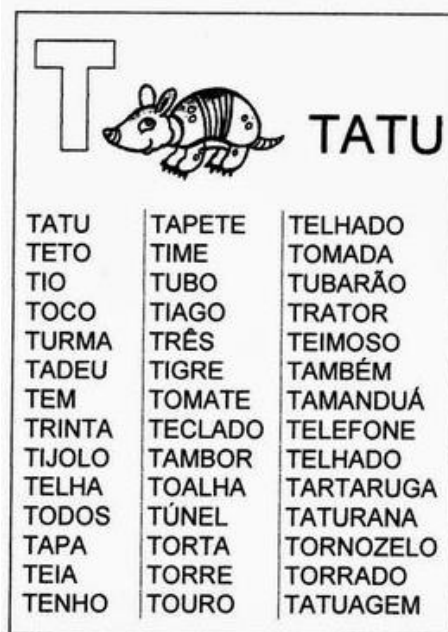 T
TATU
TATU TAPETE TELHADO
TETO TIME TOMADA
TIO TUBO TUBARÃO
TOCO TIAGO TRATOR
TURMA TRÊS TEIMOSO
TADEU TIGRE TAMBÉM
TEM TOMATE TAMANDUÁ
TRINTA TECLADO TELEFONE
TIJOLO TAMBOR TELHADO
TELHA TOALHA TARTARUGA
TODOS TÚNEL TATURANA
TAPA TORTA TORNOZELO
TEIA TORRE TORRADO
TENHO TOURO TATUAGEM